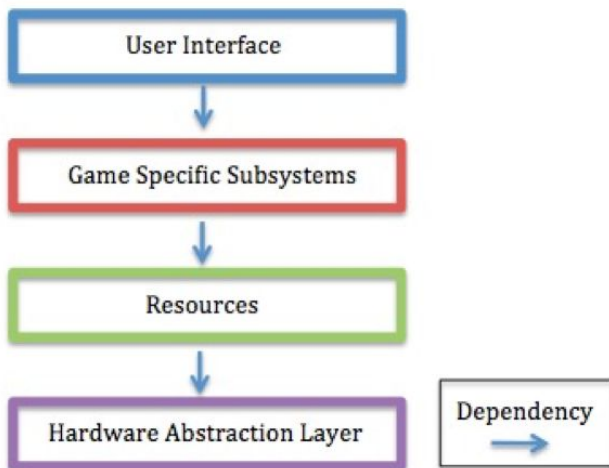 User Interface
Game Specific Subsystems
Resources
Hardware Abstraction Layer
Dependency